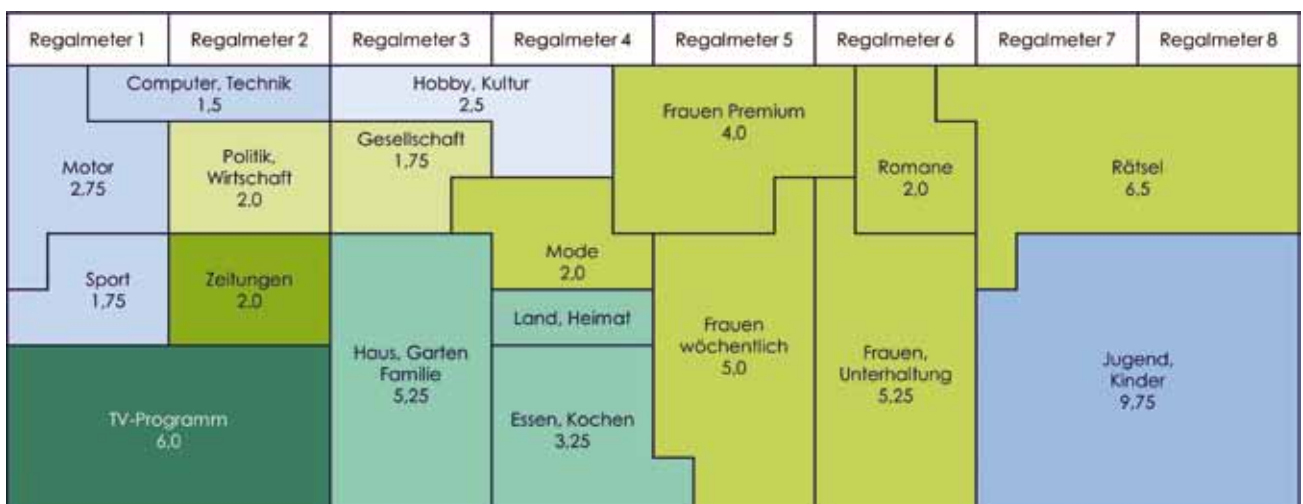 Regalmeter 1
Regalmeter 2
Regalmeter 3
Regalmeter 4
Regalmeter 5
Regalmeter 6
Regalmeter 7
Regalmeter 8
Computer, Technik
1,5
Hobby, Kultur
2,5
Frauen Premium
4,0
Motor
2,75
Politik,
Wirtschaft
2,0
Gesellschaft
1,75
Romane
2,0
Rätsel
6,5
Sport
1,75
Zeitungen
2,0
Mode
2,0
Land, Heimat
Haus, Garten
Familie
5,25
Frauen
wöchentlich
5,0
Frauen,
Unterhaltung
5,25
Jugend,
Kinder
9,75
TV-Programm
6,0
Essen, Kochen
3,25